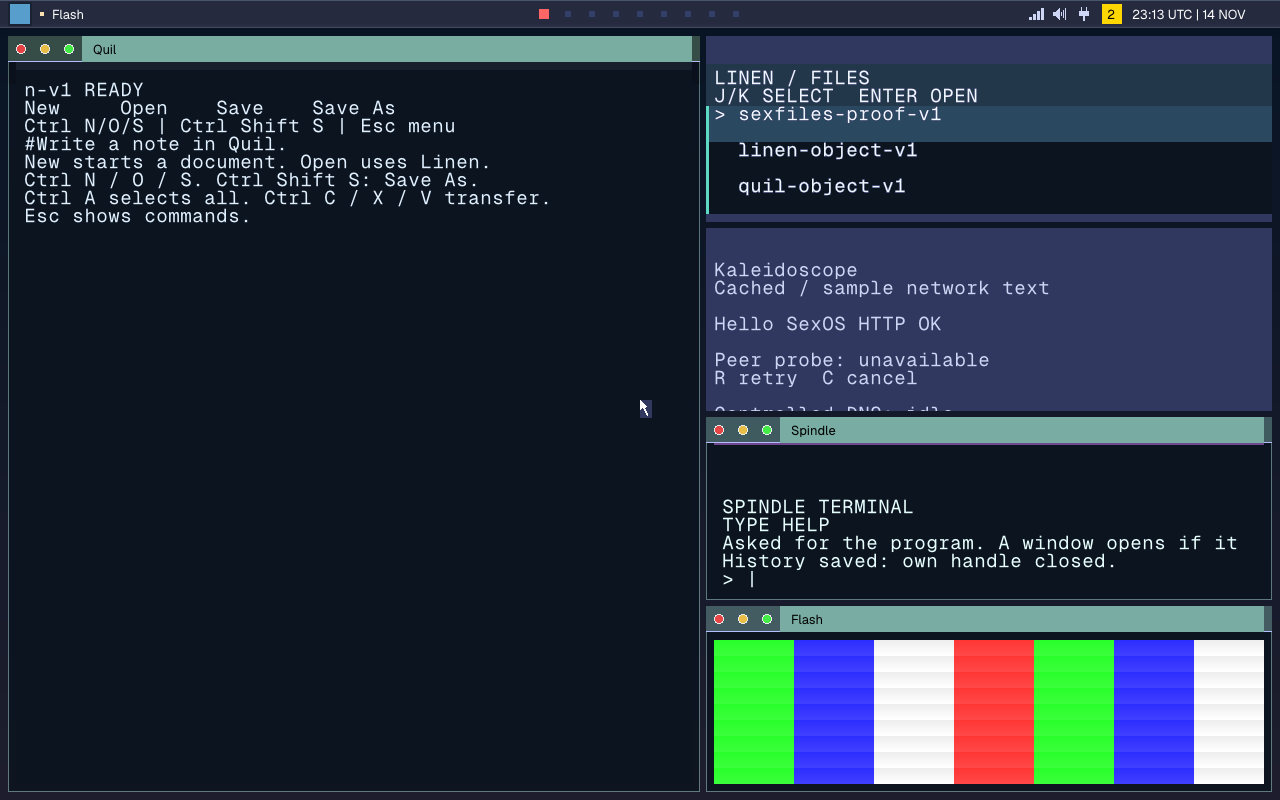 Flash
2
23:13 UTC | 14 NOV
Quil
n-v1 READY
New Open Save Save As
Ctrl N/O/S | Ctrl Shift S | Esc menu
#Write a note in Quil.
New starts a document. Open uses Linen.
Ctrl N / O / S. Ctrl Shift S: Save As.
Ctrl A selects all. Ctrl C / X / V transfer.
Esc shows commands.
LINEN / FILES
J/K SELECT ENTER OPEN
> sexfiles-proof-v1
linen-object-v1
quil-object-v1
Kaleidoscope
Cached / sample network text
Hello SexOS HTTP OK
Peer probe: unavailable
R retry C cancel
Controlled DNS: idle
Spindle
SPINDLE TERMINAL
TYPE HELP
Asked for the program. A window opens if it
History saved: own handle closed.
> |
Flash